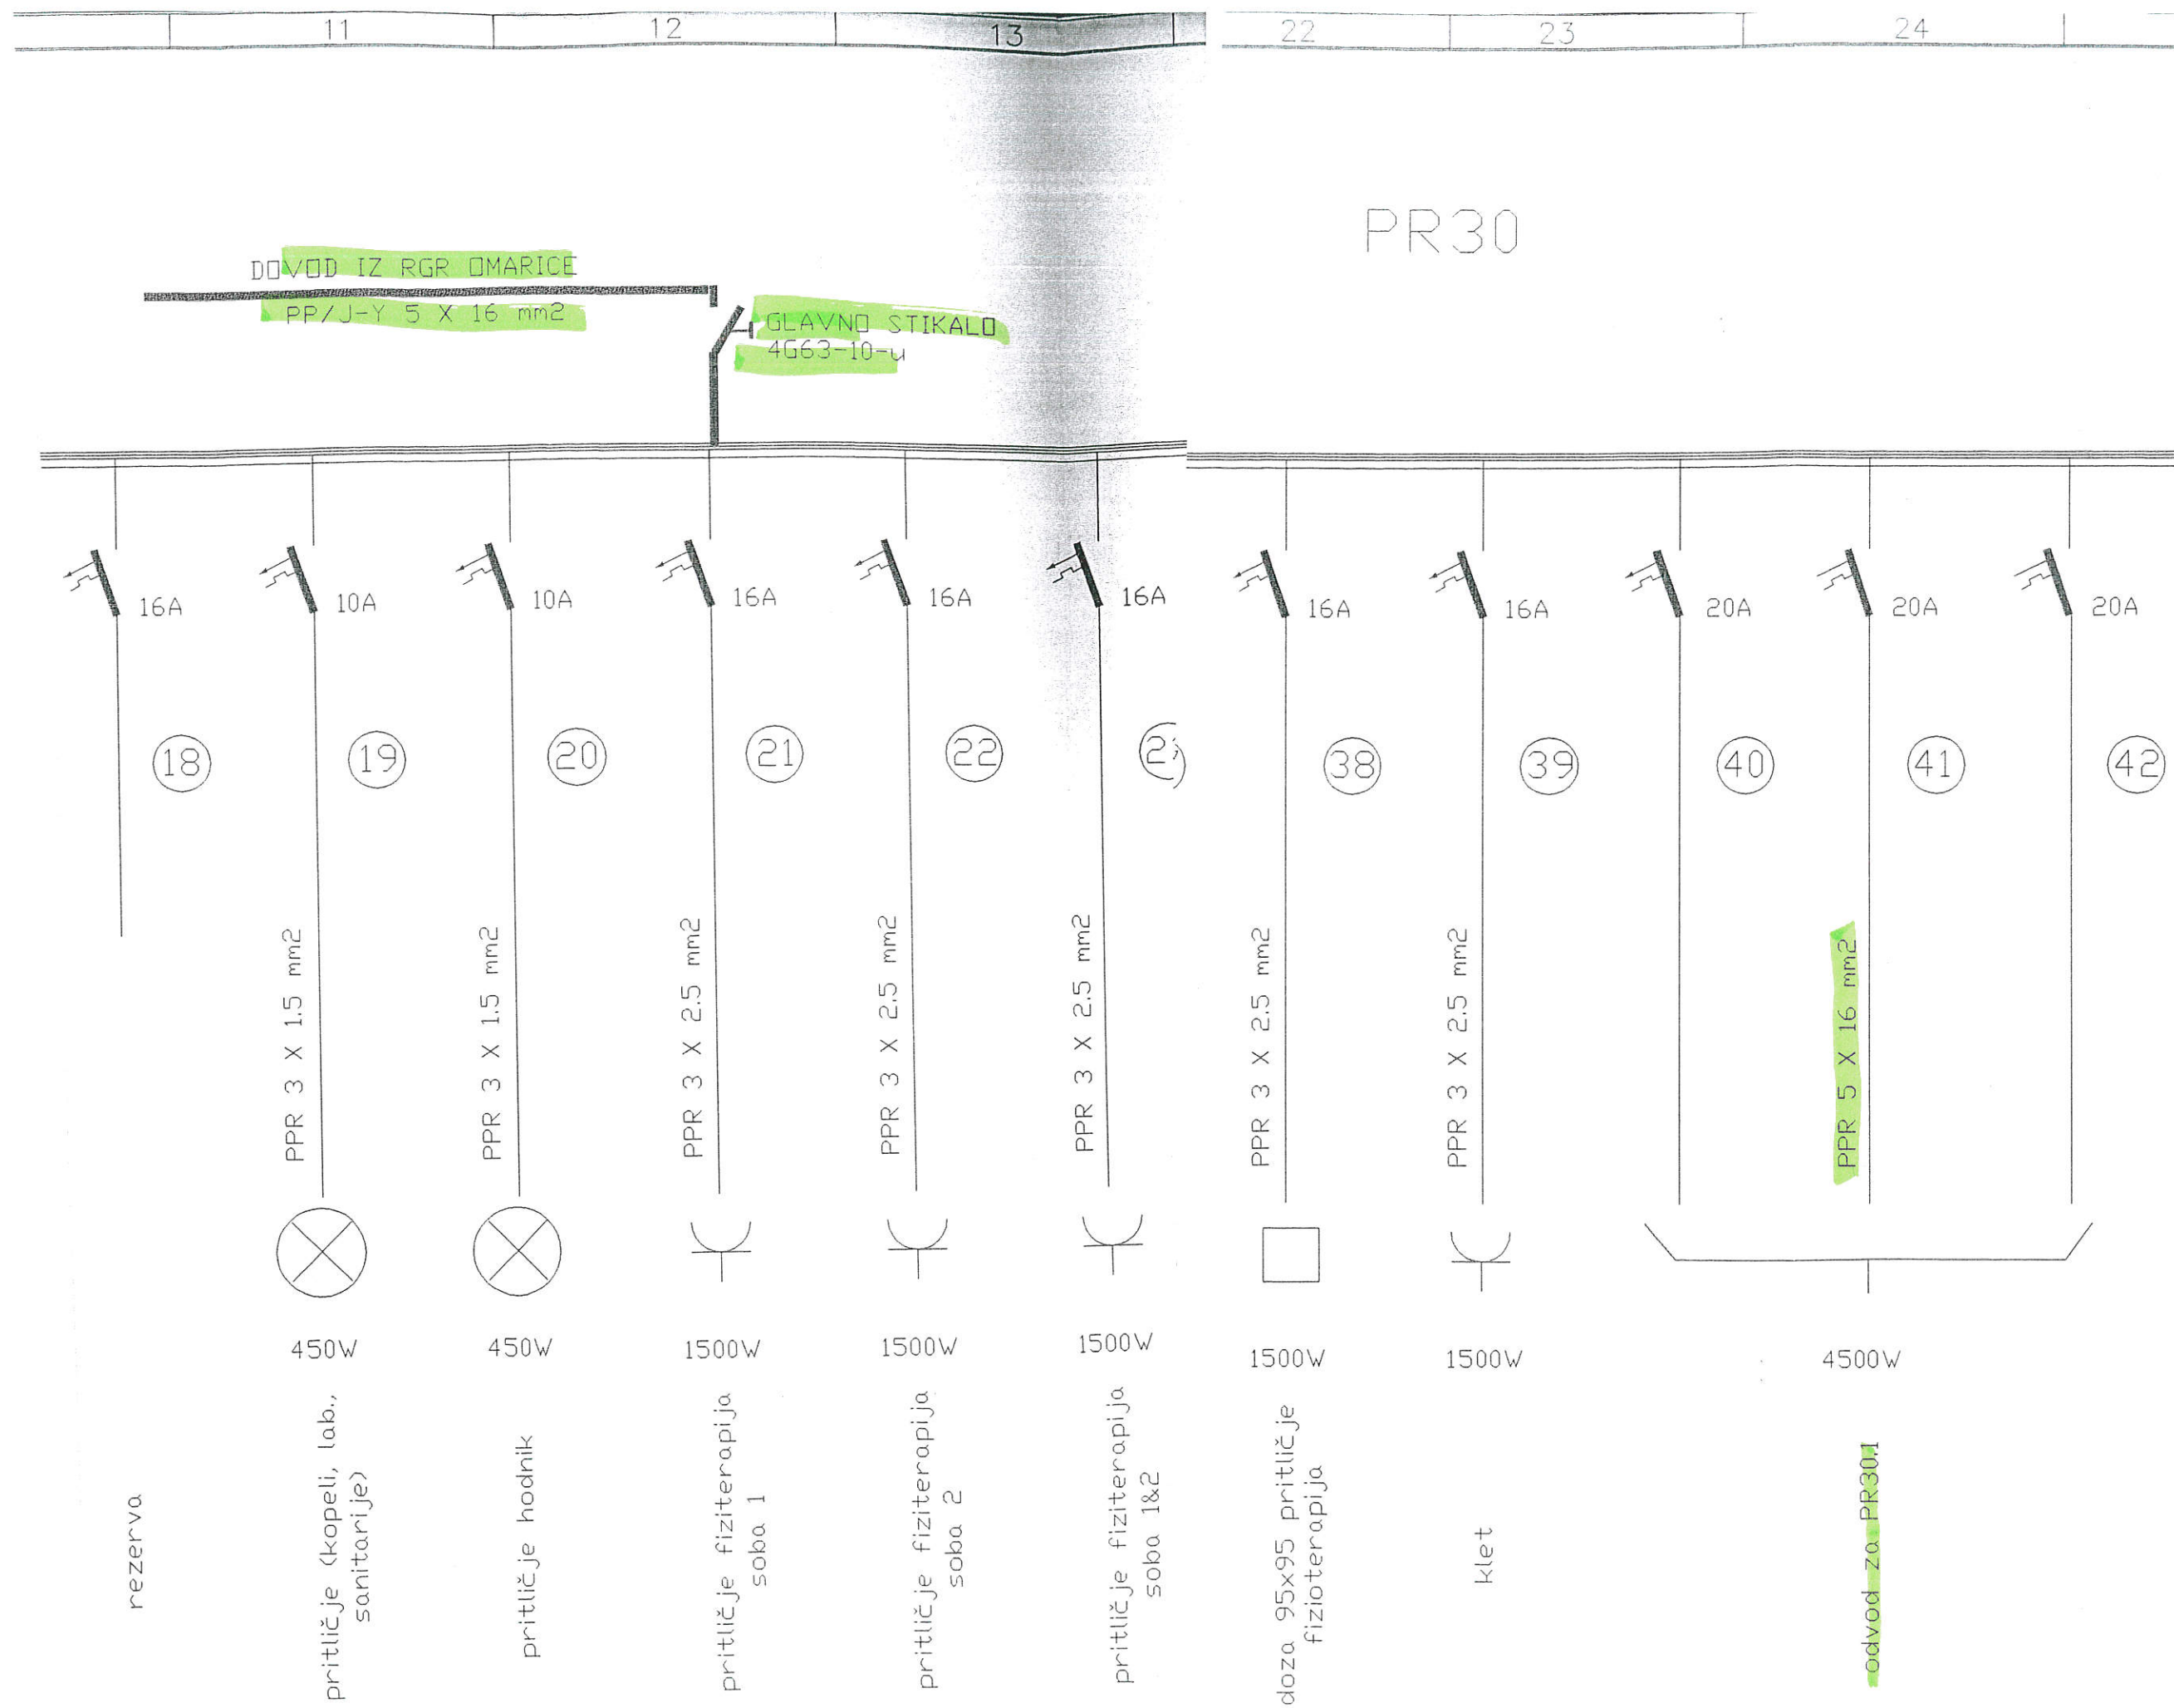 11
12
13
22
23
24
PR30
DOVOD IZ RGR OMARICE
PP/J-Y 5 X 16 mm2
GLAVNO STIKALO
4G63-10-u
16A
10A
10A
16A
16A
16A
16A
16A
20A
20A
20A
18
19
20
21
22
38
39
40
41
42
PPR 3 X 1.5 mm2
PPR 3 X 1.5 mm2
PPR 3 X 2.5 mm2
PPR 3 X 2.5 mm2
PPR 3 X 2.5 mm2
PPR 3 X 2.5 mm2
PPR 3 X 2.5 mm2
PPR 5 X 16 mm2
450W
450W
1500W
1500W
1500W
1500W
1500W
4500W
rezerva
pritličje (kopeli, lab.,
sanitarije)
pritličje hodnik
pritličje fiziterapija
soba 1
pritličje fiziterapija
soba 2
pritličje fiziterapija
soba 1&2
doza 95x95 pritličje
fizioterapija
klet
odvod za PR30.1